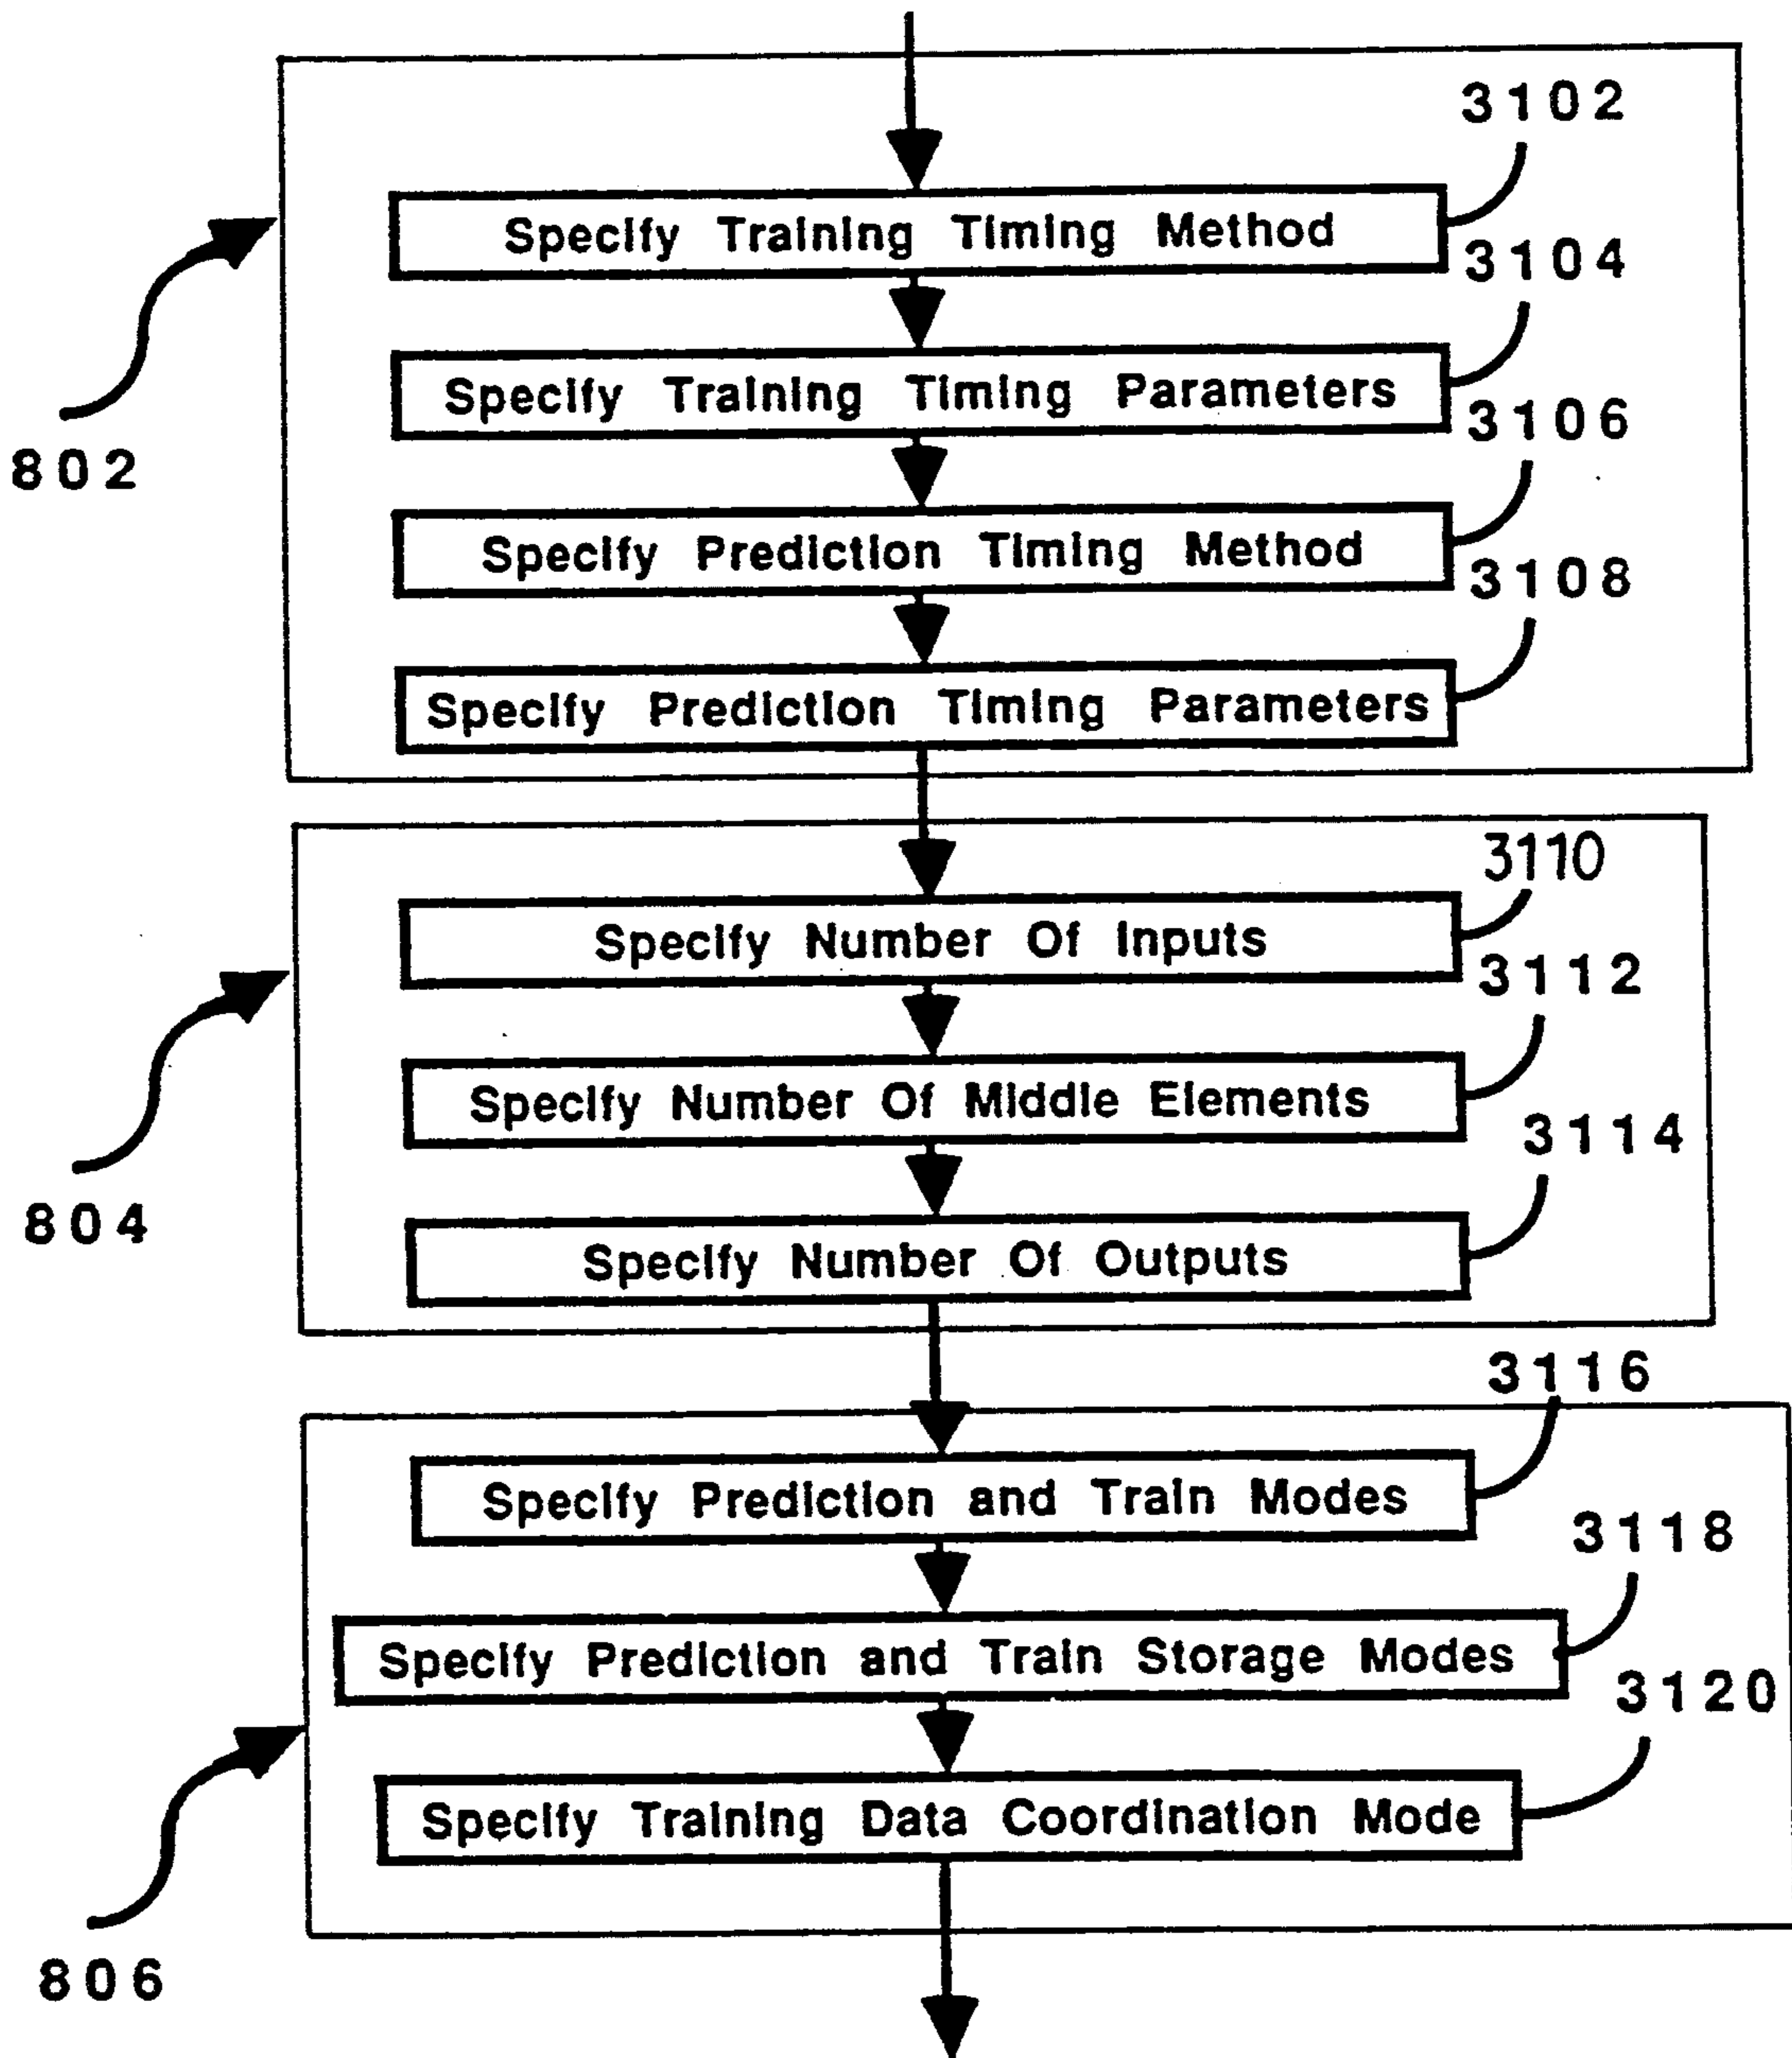 3102
Specify Training Timing Method
3104
Specify Training Timing Parameters
3106
802
Specify Prediction Timing Method
3108
Specify Prediction Timing Parameters
3110
Specify Number Of Inputs
3112
Specify Number Of Middle Elements
3114
804
Specify Number Of Outputs
3116
Specify Prediction and Train Modes
3118
Specify Prediction and Train Storage Modes
3120
Specify Training Data Coordination Mode
806